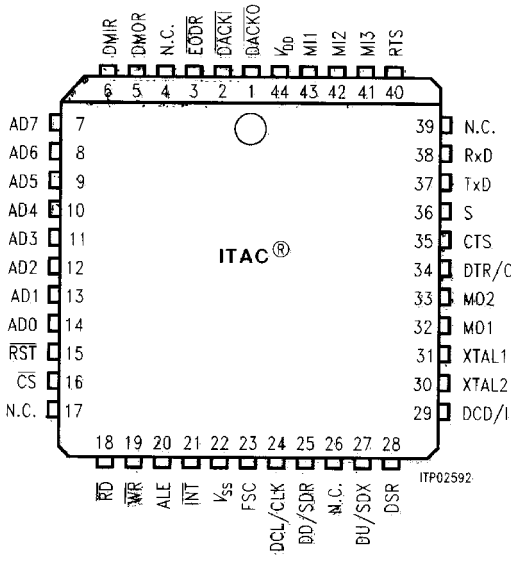 DMIR DMOR N.C. EODR DACKI DACKO VDD MI1 MI2 MI3 RTS
6 5 4 3 2 1 44 43 42 41 40
AD7 7 39 N.C.
AD6 8 38 RxD
AD5 9 37 TxD
AD4 10 36 S
AD3 11 35 CTS
AD2 12 34 DTR/C
AD1 13 33 MO2
AD0 14 32 MO1
RST 15 31 XTAL1
CS 16 30 XTAL2
N.C. 17 29 DCD/I
ITAC®
18 19 20 21 22 23 24 25 26 27 28
RD WR ALE INT VSS FSC DCL/CLK DD/SDR N.C. DU/SDX DSR
ITP02592